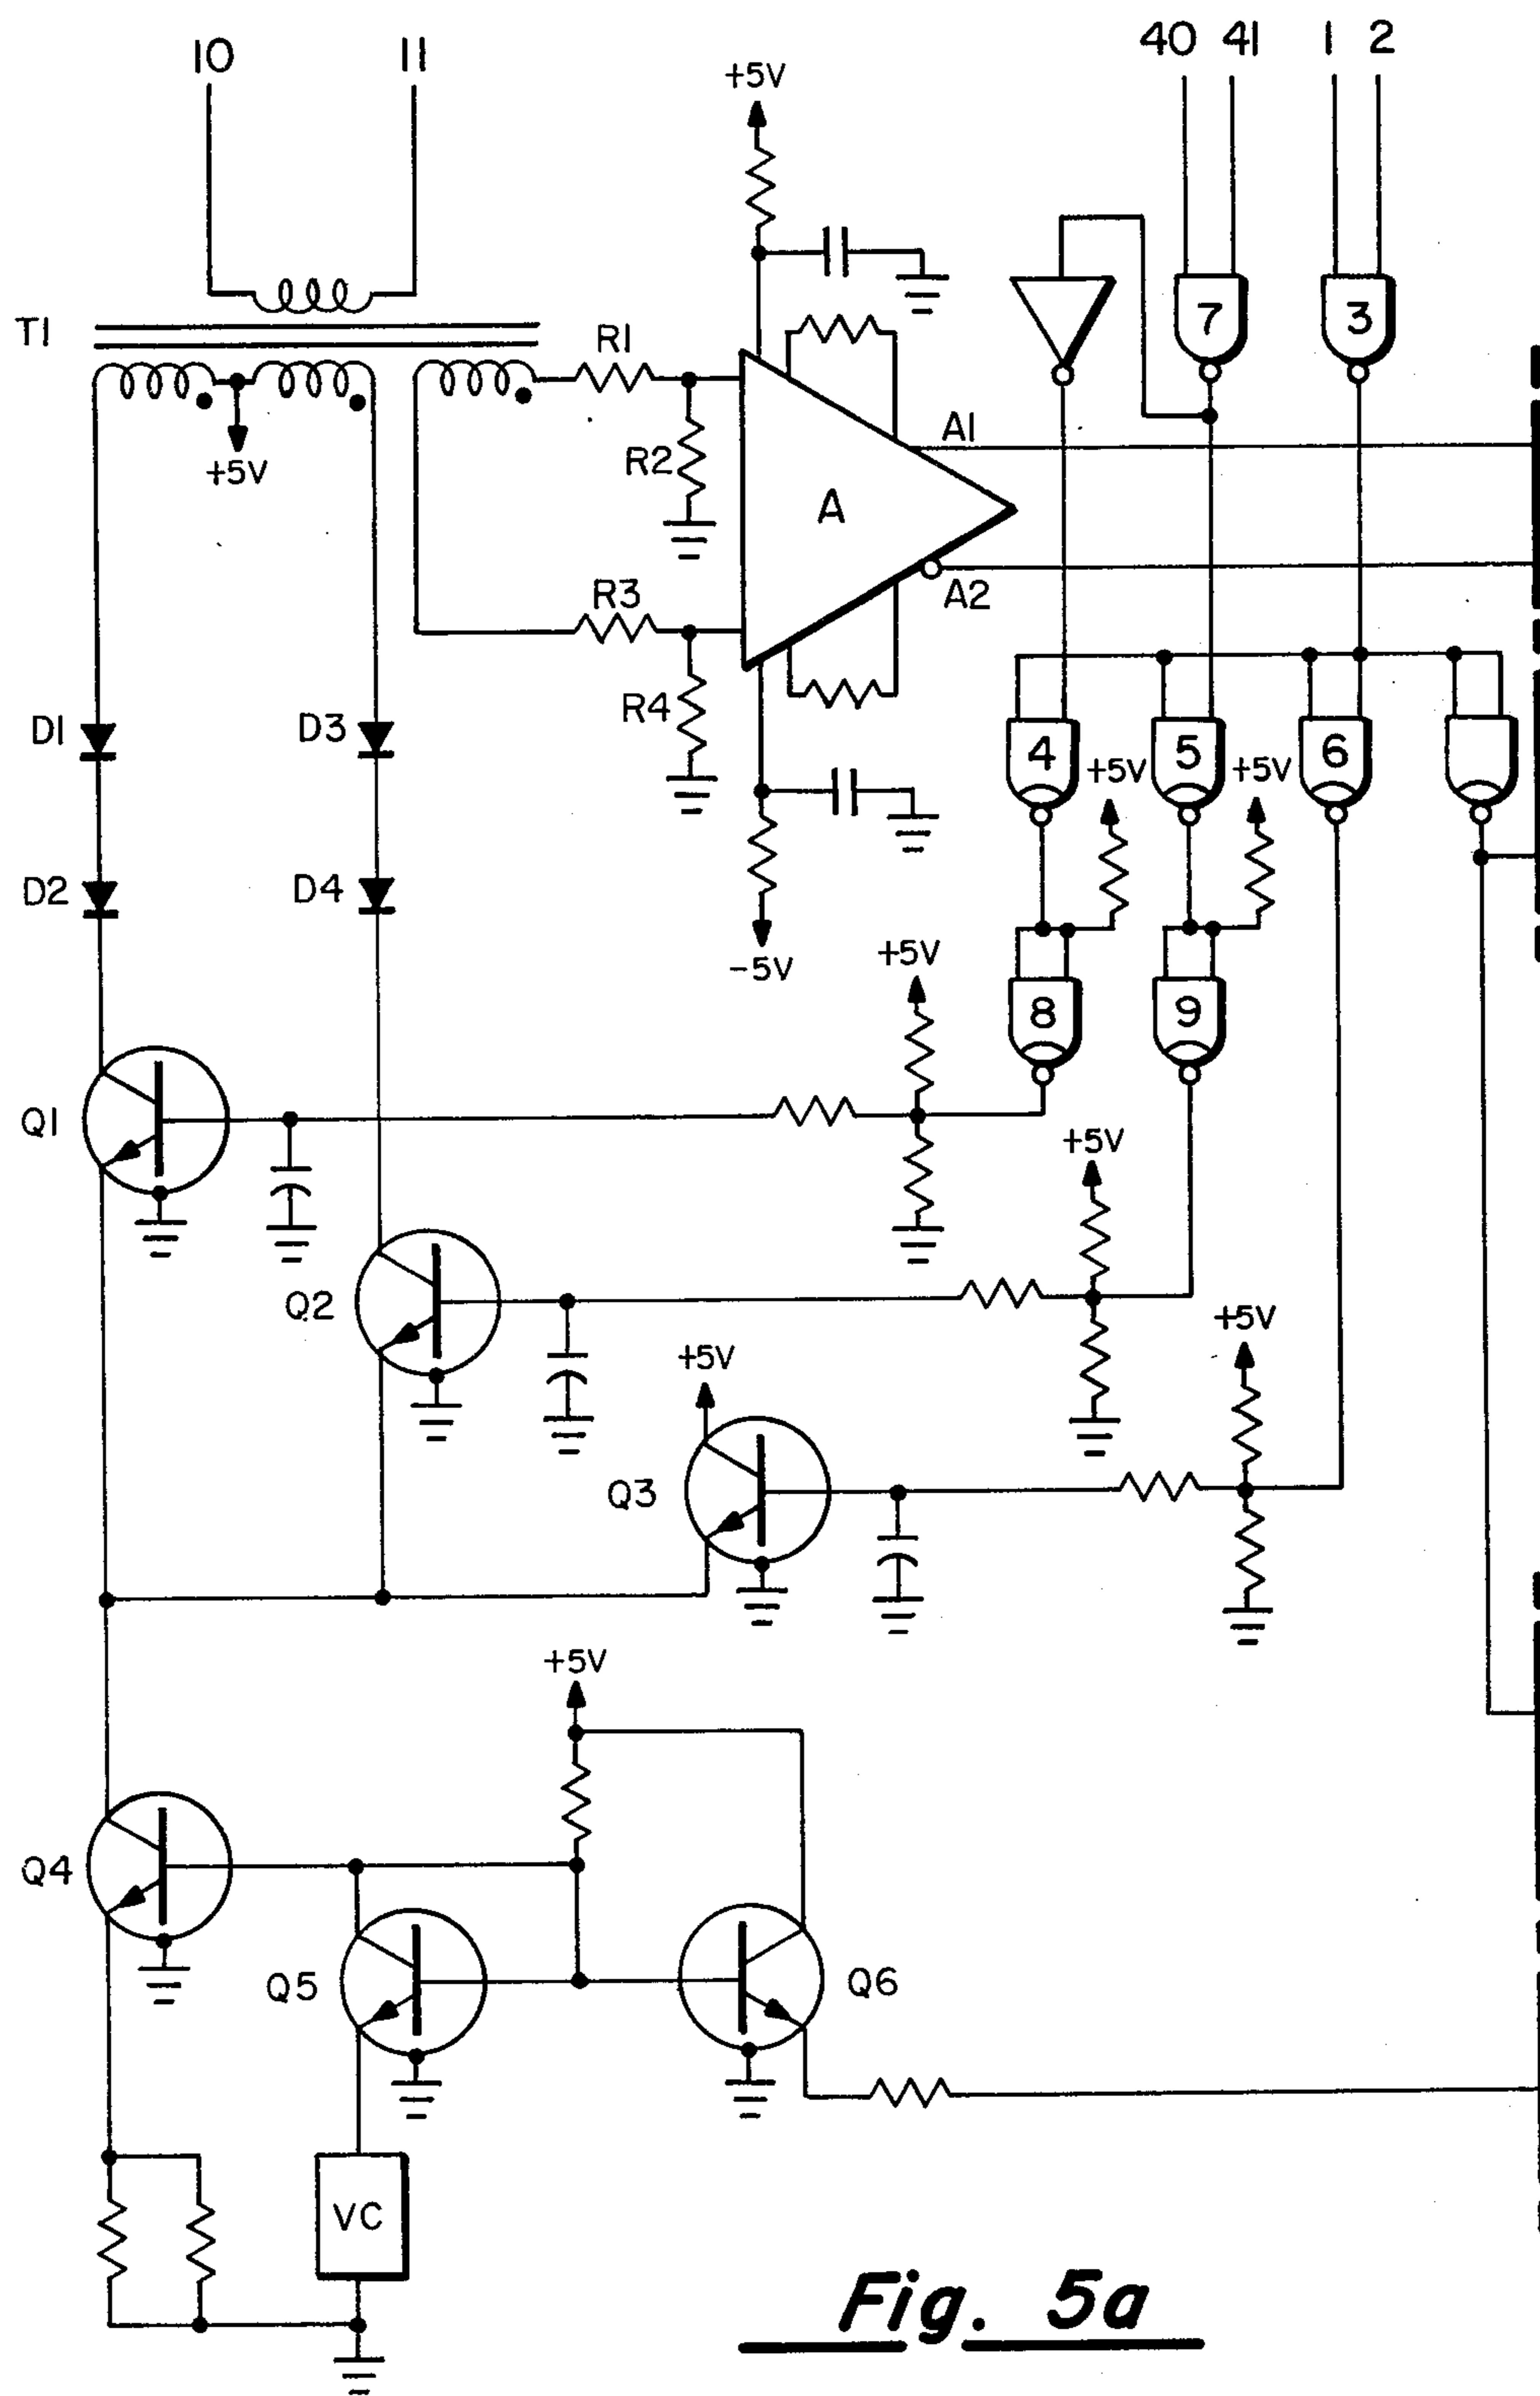 10 11 40 41 1 2
+5V
T1
R1
7 3
+5V
R2
A1
A
A2
R3
R4
D1 D3
4 5 6
+5V +5V
D2 D4
-5V
+5V
8 9
Q1
+5V
Q2
+5V
+5V
Q3
+5V
Q4
Q5 Q6
VC
Fig. 5a